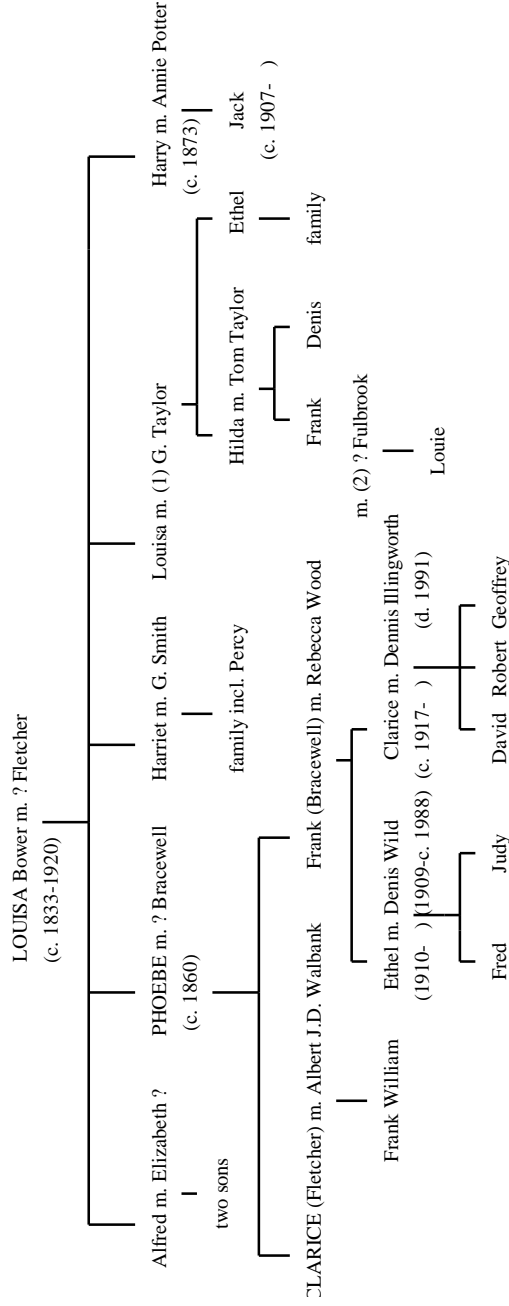 LOUISA Bower m. ? Fletcher
(c. 1833-1920)
Alfred m. Elizabeth ?
PHOEBE m. ? Bracewell
Harriet m. G. Smith
Louisa m. (1) G. Taylor
Harry m. Annie Potter
(c. 1860)
(c. 1873)
two sons
family incl. Percy
Hilda m. Tom Taylor
Ethel
Jack
(c. 1907- )
CLARICE (Fletcher) m. Albert J.D. Walbank
Frank (Bracewell) m. Rebecca Wood
Frank
Denis
family
m. (2) ? Fulbrook
Frank William
Ethel m. Denis Wild
Clarice m. Dennis Illingworth
(1910- ) (1909-c. 1988)
(c. 1917- )
(d. 1991)
Louie
Fred
Judy
David
Robert
Geoffrey